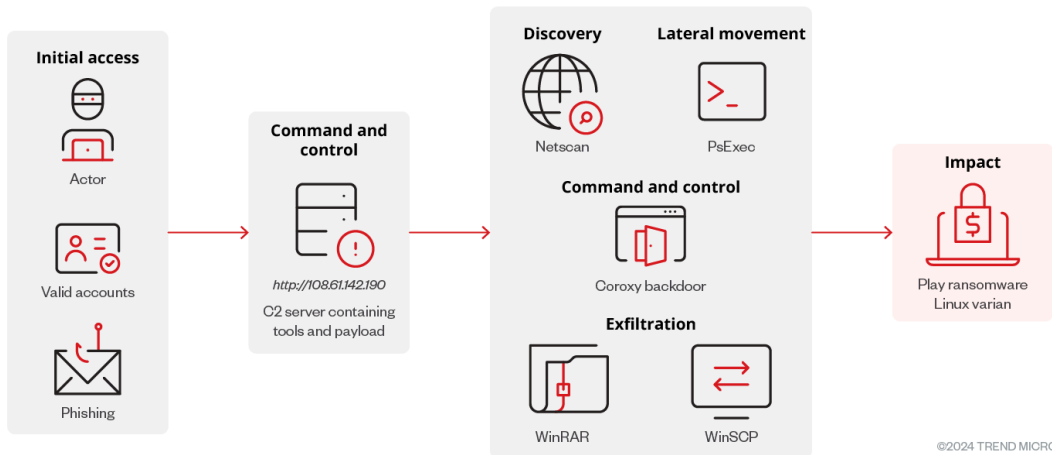 Initial access
Actor
Valid accounts
Phishing
Command and
control
http://108.61.142.190
C2 server containing
tools and payload
Discovery
Netscan
Lateral movement
PsExec
Command and control
Coroxy backdoor
Exfiltration
WinRAR
WinSCP
Impact
$
Play ransomware
Linux varian
©2024 TREND MICRO